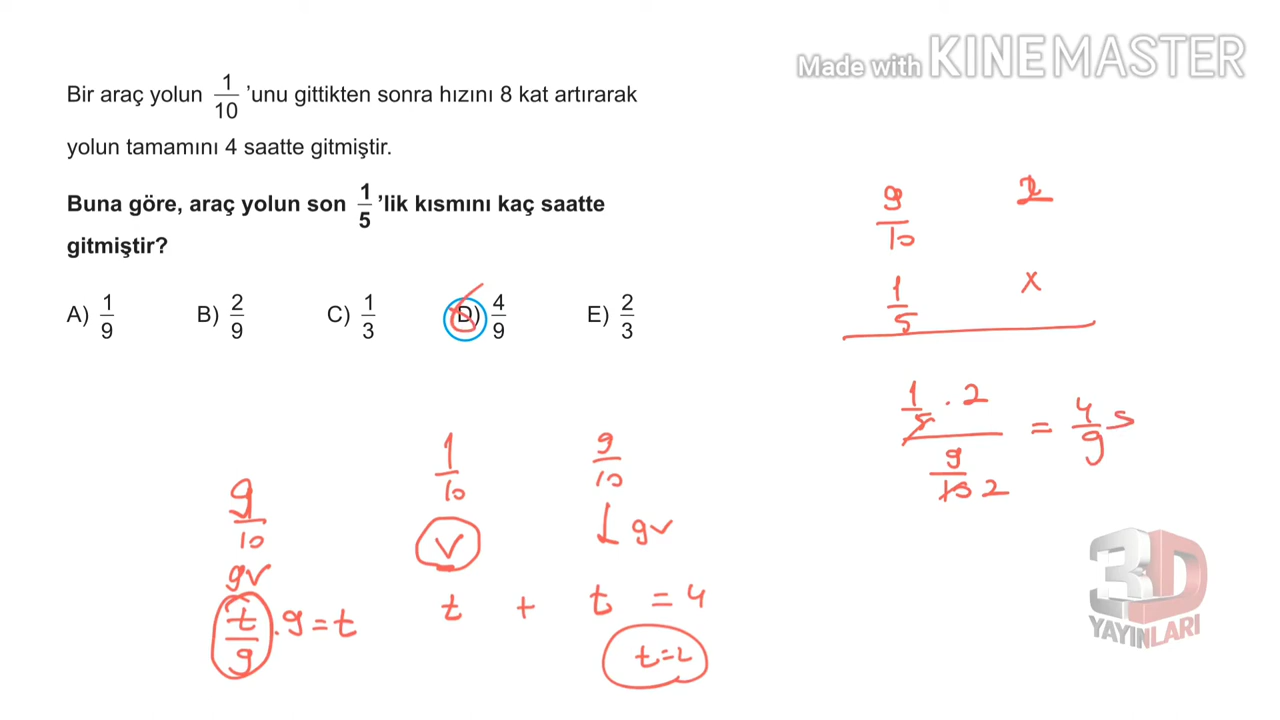 Made with KINEMASTER
Bir araç yolun 1/10 'unu gittikten sonra hızını 8 kat artırarak
yolun tamamını 4 saatte gitmiştir.
Buna göre, araç yolun son 1/5 'lik kısmını kaç saatte
gitmiştir?
A) 1/9 B) 2/9 C) 1/3 D) 4/9 E) 2/3
9/10 2
1/5 x
1/5 . 2
9/10 2
= 4/9 s
9/10
9v
t/9 . 9 = t
1/10 9/10
v 9v
t + t = 4
t=2
3D
YAYINLARI